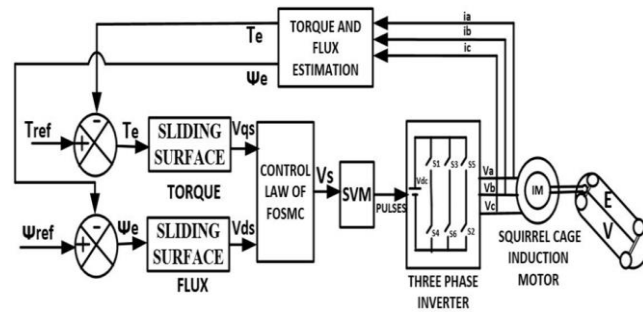 Te
Ψe
TORQUE AND
FLUX
ESTIMATION
ia
ib
ic
Tref
+
-
Te
SLIDING
SURFACE
TORQUE
Vqs
Ψref
+
-
Ψe
SLIDING
SURFACE
FLUX
Vds
CONTROL
LAW OF
FOSMC
Vs
SVM
PULSES
Vdc
S1
S3
S5
S4
S6
S2
THREE PHASE
INVERTER
Va
Vb
Vc
IM
SQUIRREL CAGE
INDUCTION
MOTOR
E
V